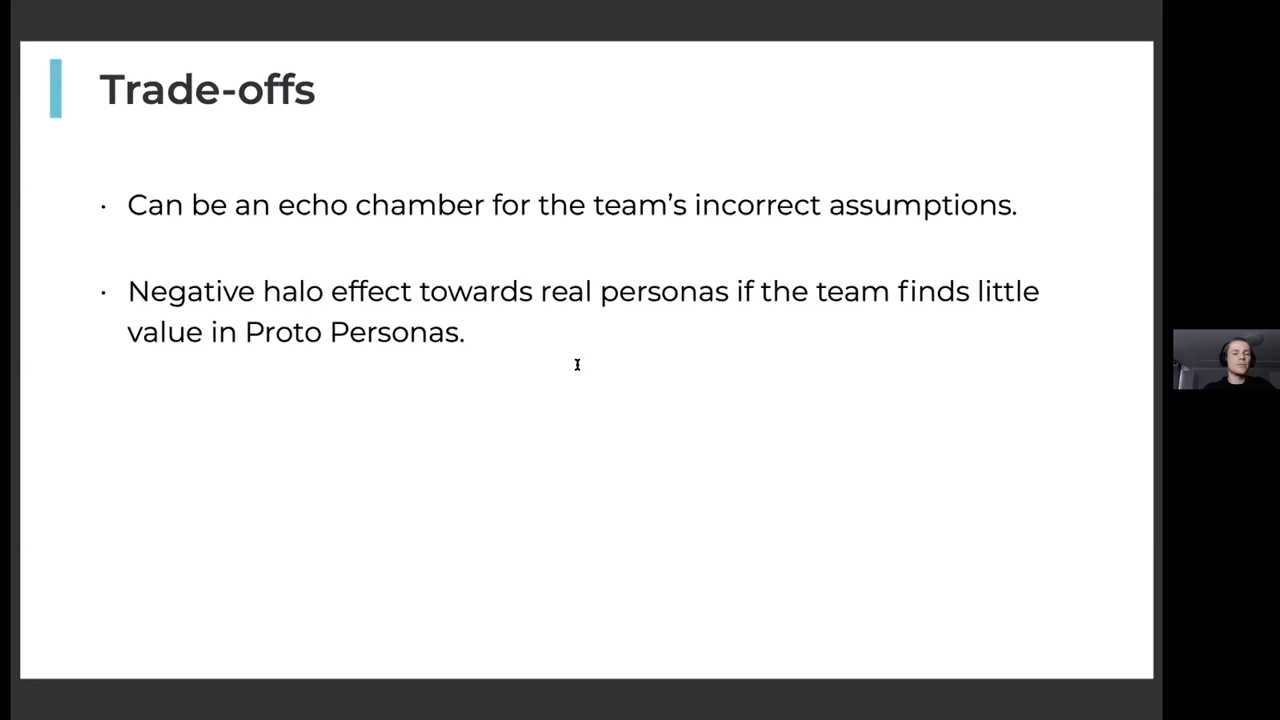 Trade-offs
· Can be an echo chamber for the team’s incorrect assumptions.
· Negative halo effect towards real personas if the team finds little
value in Proto Personas.